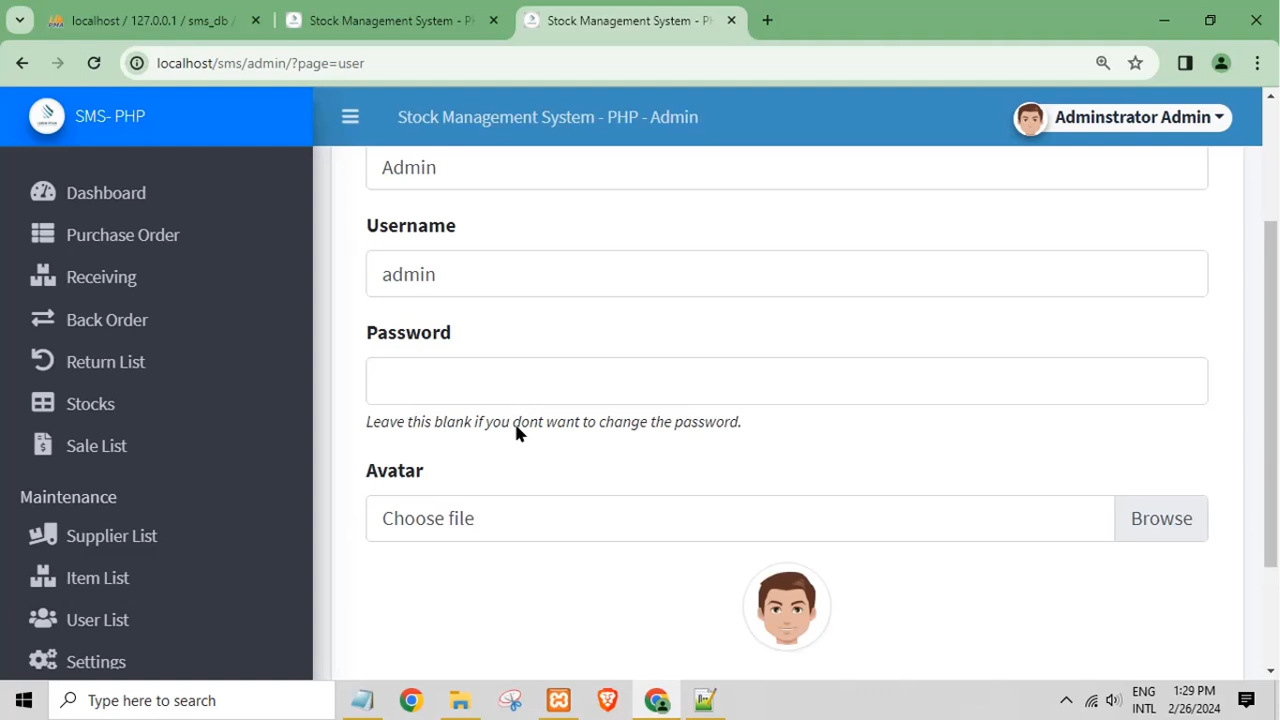 localhost / 127.0.0.1 / sms_db /
Stock Management System - PH
Stock Management System - PH
localhost/sms/admin/?page=user
SMS- PHP
Stock Management System - PHP - Admin
Adminstrator Admin
Dashboard
Purchase Order
Receiving
Back Order
Return List
Stocks
Sale List
Maintenance
Supplier List
Item List
User List
Settings
Admin
Username
admin
Password
Leave this blank if you dont want to change the password.
Avatar
Choose file
Browse
Type here to search
ENG
INTL
1:29 PM
2/26/2024